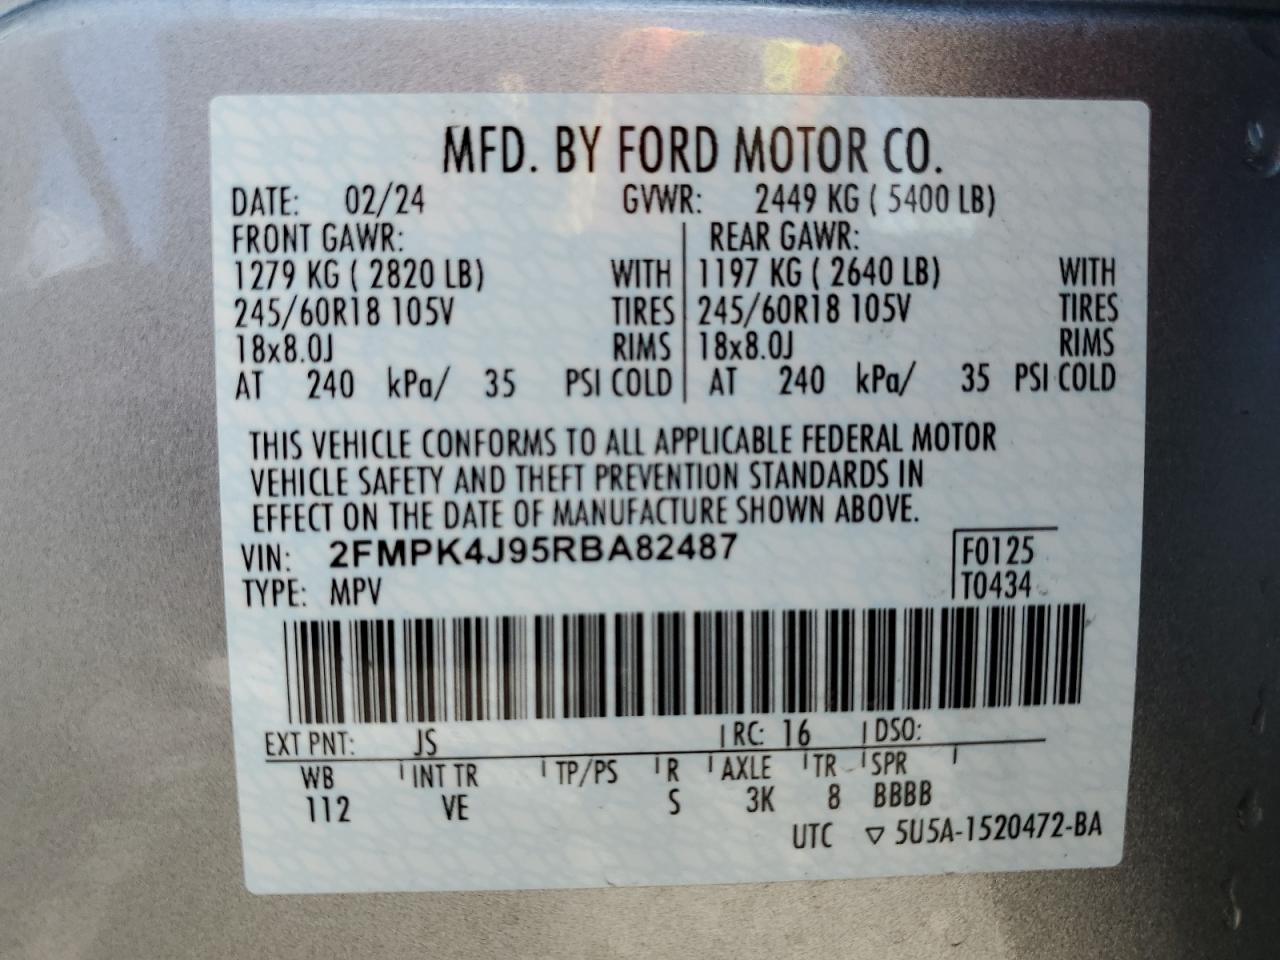 MFD. BY FORD MOTOR CO.
DATE: 02/24 GVWR: 2449 KG ( 5400 LB)
FRONT GAWR: REAR GAWR:
1279 KG ( 2820 LB) WITH 1197 KG ( 2640 LB) WITH
245/60R18 105V TIRES 245/60R18 105V TIRES
18x8.0J RIMS 18x8.0J RIMS
AT 240 kPa/ 35 PSI COLD AT 240 kPa/ 35 PSI COLD
THIS VEHICLE CONFORMS TO ALL APPLICABLE FEDERAL MOTOR
VEHICLE SAFETY AND THEFT PREVENTION STANDARDS IN
EFFECT ON THE DATE OF MANUFACTURE SHOWN ABOVE.
VIN: 2FMPK4J95RBA82487 F0125
TYPE: MPV T0434
EXT PNT: JS RC: 16 DSO:
WB INT TR TP/PS R AXLE TR SPR
112 VE S 3K 8 BBBB
UTC ▽ 5U5A-1520472-BA